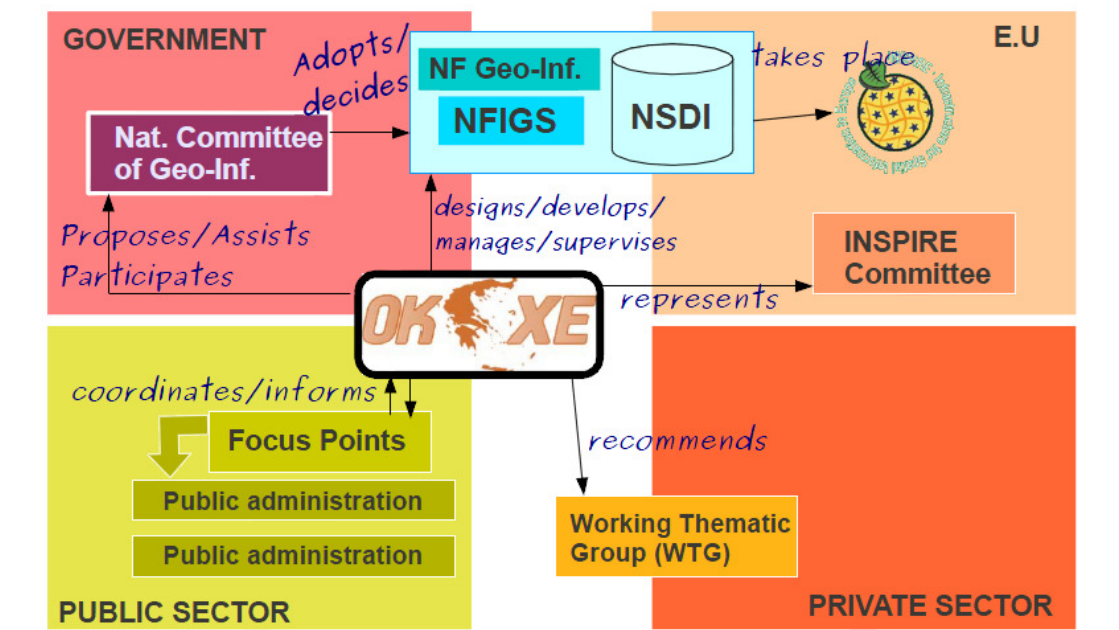 GOVERNMENT
E.U
Adopts/
decides
takes place
NF Geo-Inf.
NFIGS
NSDI
Nat. Committee
of Geo-Inf.
designs/develops/
manages/supervises
Proposes/Assists
Participates
INSPIRE
Committee
represents
OK XE
coordinates/informs
Focus Points
recommends
Public administration
Public administration
Working Thematic
Group (WTG)
PUBLIC SECTOR
PRIVATE SECTOR